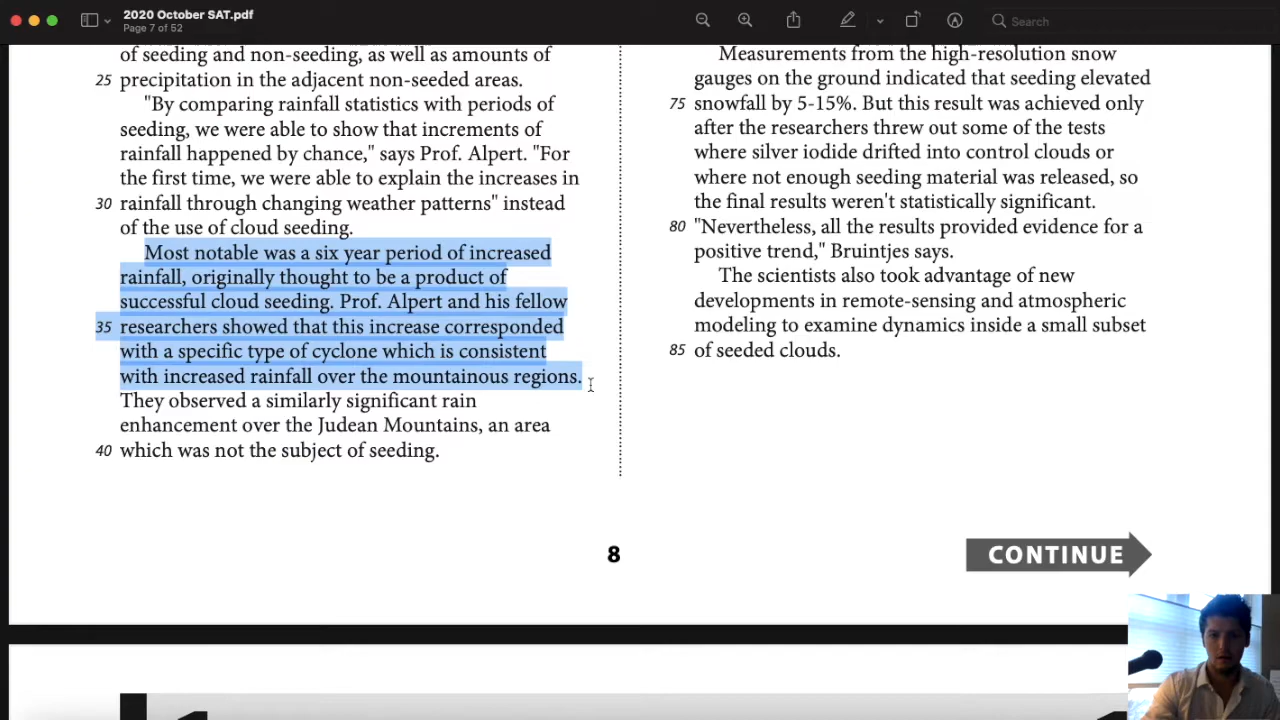 2020 October SAT.pdf
Page 7 of 52
Search
of seeding and non-seeding, as well as amounts of
25 precipitation in the adjacent non-seeded areas.
"By comparing rainfall statistics with periods of
seeding, we were able to show that increments of
rainfall happened by chance," says Prof. Alpert. "For
the first time, we were able to explain the increases in
30 rainfall through changing weather patterns" instead
of the use of cloud seeding.
Most notable was a six year period of increased
rainfall, originally thought to be a product of
successful cloud seeding. Prof. Alpert and his fellow
35 researchers showed that this increase corresponded
with a specific type of cyclone which is consistent
with increased rainfall over the mountainous regions.
They observed a similarly significant rain
enhancement over the Judean Mountains, an area
40 which was not the subject of seeding.
Measurements from the high-resolution snow
gauges on the ground indicated that seeding elevated
75 snowfall by 5-15%. But this result was achieved only
after the researchers threw out some of the tests
where silver iodide drifted into control clouds or
where not enough seeding material was released, so
the final results weren't statistically significant.
80 "Nevertheless, all the results provided evidence for a
positive trend," Bruintjes says.
The scientists also took advantage of new
developments in remote-sensing and atmospheric
modeling to examine dynamics inside a small subset
85 of seeded clouds.
8
CONTINUE